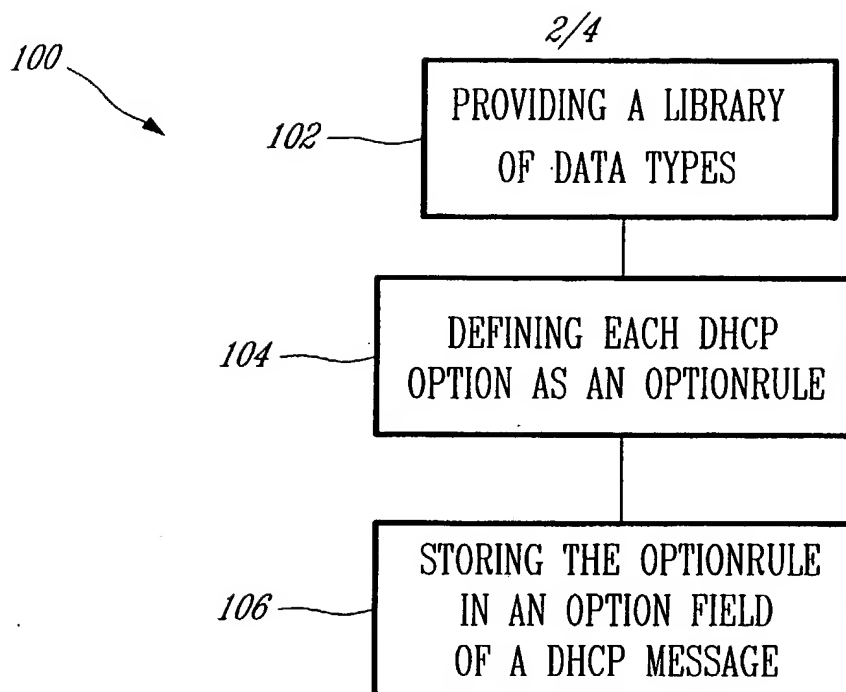 2/4
100
102
PROVIDING A LIBRARY
OF DATA TYPES
104
DEFINING EACH DHCP
OPTION AS AN OPTIONRULE
106
STORING THE OPTIONRULE
IN AN OPTION FIELD
OF A DHCP MESSAGE